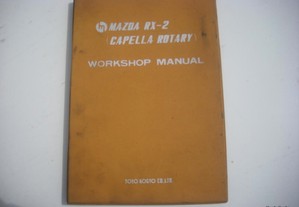 MAZDA RX-2
(CAPELLA ROTARY)
WORKSHOP MANUAL
TOYO KOGYO CO., LTD.